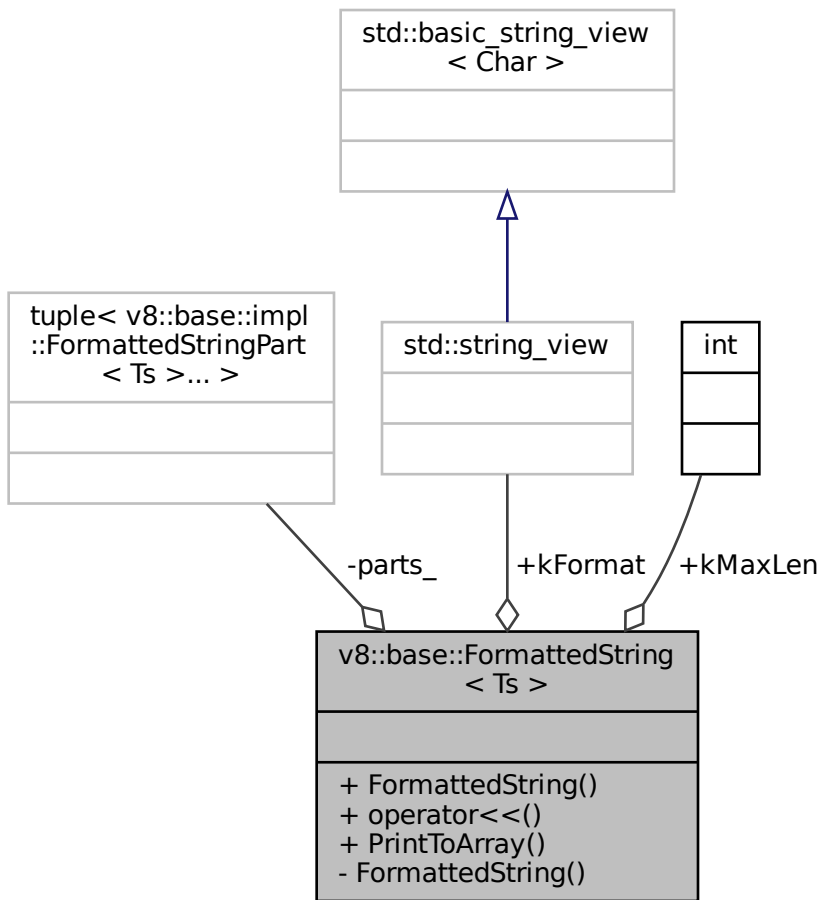 std::basic_string_view
< Char >
tuple< v8::base::impl
::FormattedStringPart
< Ts >... >
std::string_view
int
-parts_
+kFormat
+kMaxLen
v8::base::FormattedString
< Ts >
+ FormattedString()
+ operator<<()
+ PrintToArray()
- FormattedString()